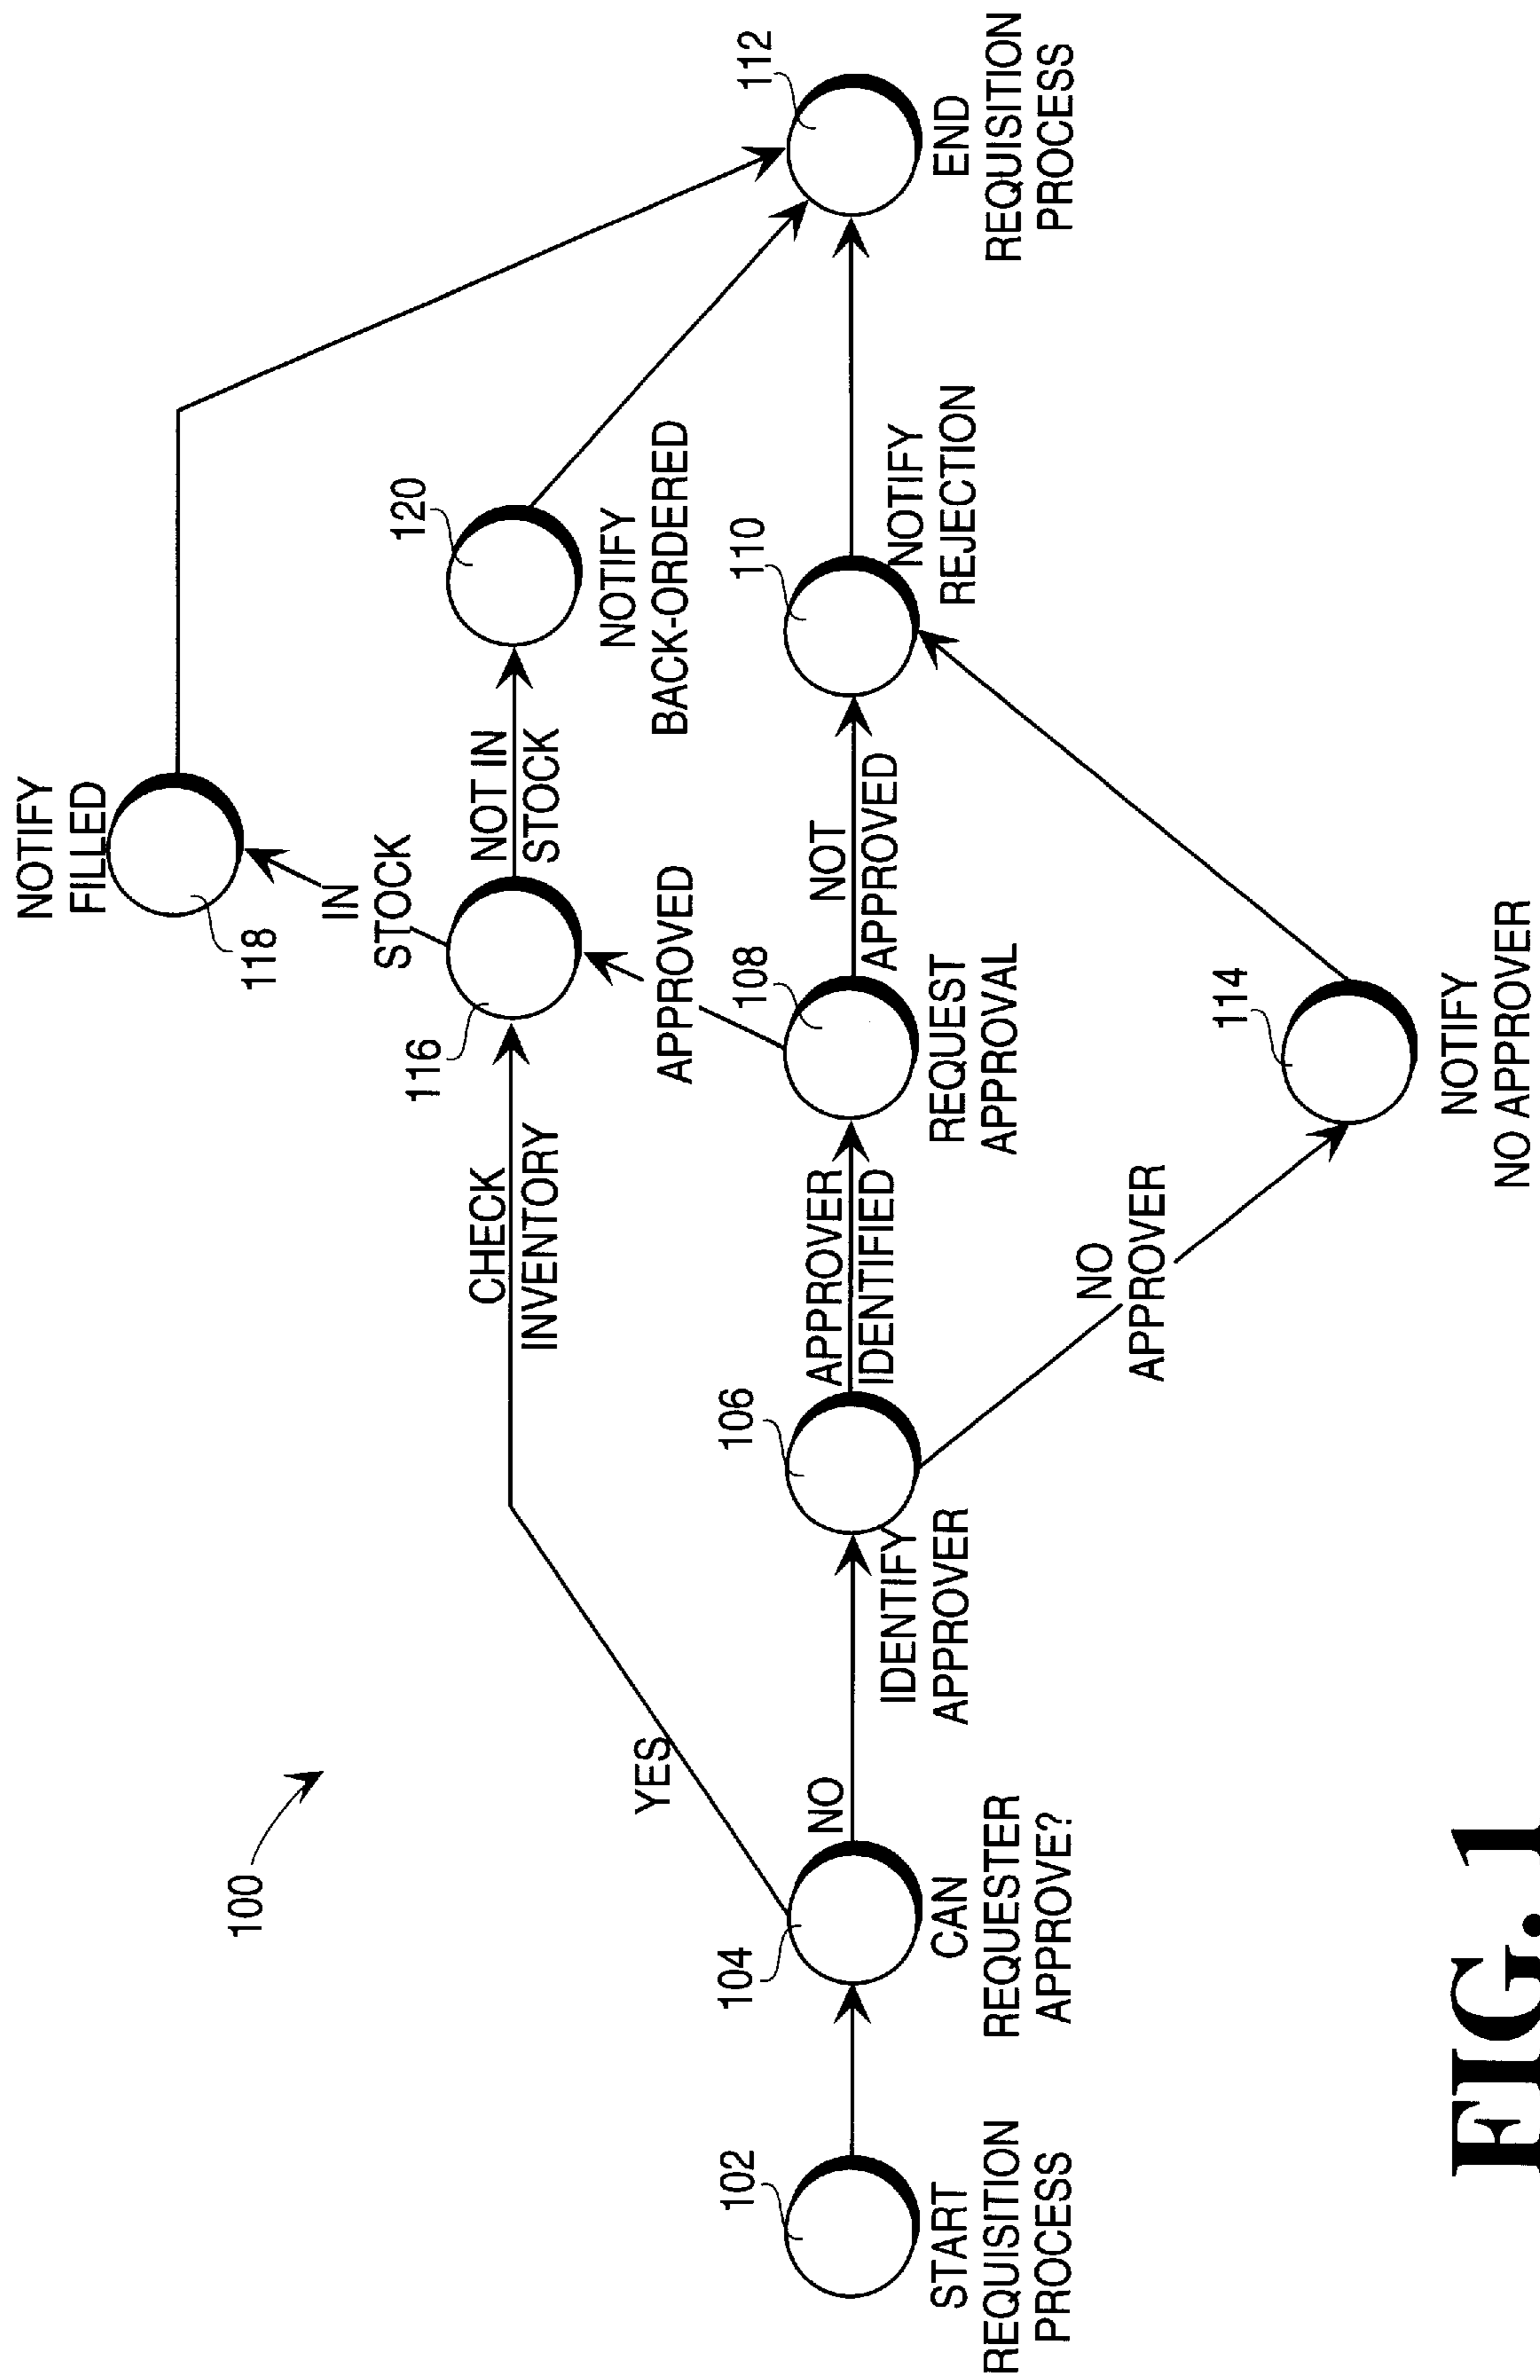 100
NOTIFY
FILLED
118
IN
STOCK
116
CHECK
INVENTORY
NOT IN
STOCK
120
NOTIFY
BACK-ORDERED
YES
APPROVED
102
START
REQUISITION
PROCESS
104
CAN
REQUESTER
APPROVE?
NO
106
IDENTIFY
APPROVER
APPROVER
IDENTIFIED
108
REQUEST
APPROVAL
NOT
APPROVED
110
NOTIFY
REJECTION
112
END
REQUISITION
PROCESS
NO
APPROVER
114
NOTIFY
NO APPROVER
FIG. 1